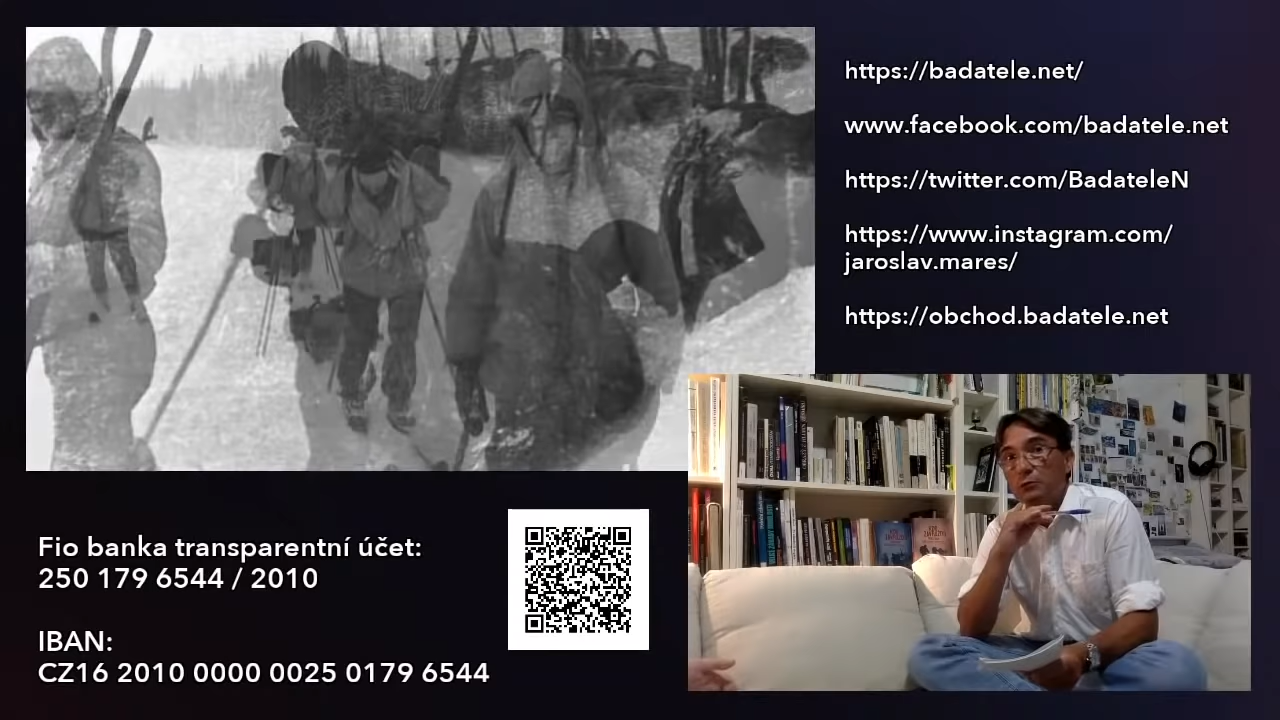 https://badatele.net/
www.facebook.com/badatele.net
https://twitter.com/BadateleN
https://www.instagram.com/
jaroslav.mares/
https://obchod.badatele.net
Fio banka transparentní účet:
250 179 6544 / 2010
IBAN:
CZ16 2010 0000 0025 0179 6544